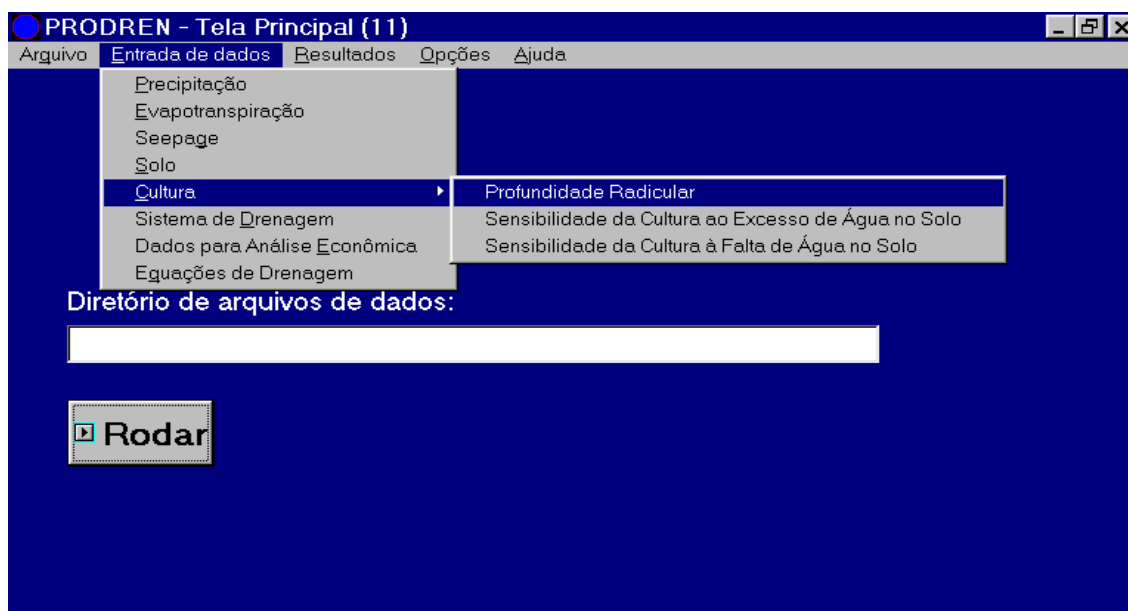 PRODREN - Tela Principal (11)
Arquivo Entrada de dados Resultados Opções Ajuda
Precipitação
Evapotranspiração
Seepage
Solo
Cultura
Profundidade Radicular
Sistema de Drenagem
Sensibilidade da Cultura ao Excesso de Água no Solo
Dados para Análise Econômica
Sensibilidade da Cultura à Falta de Água no Solo
Equações de Drenagem
Diretório de arquivos de dados:
Rodar